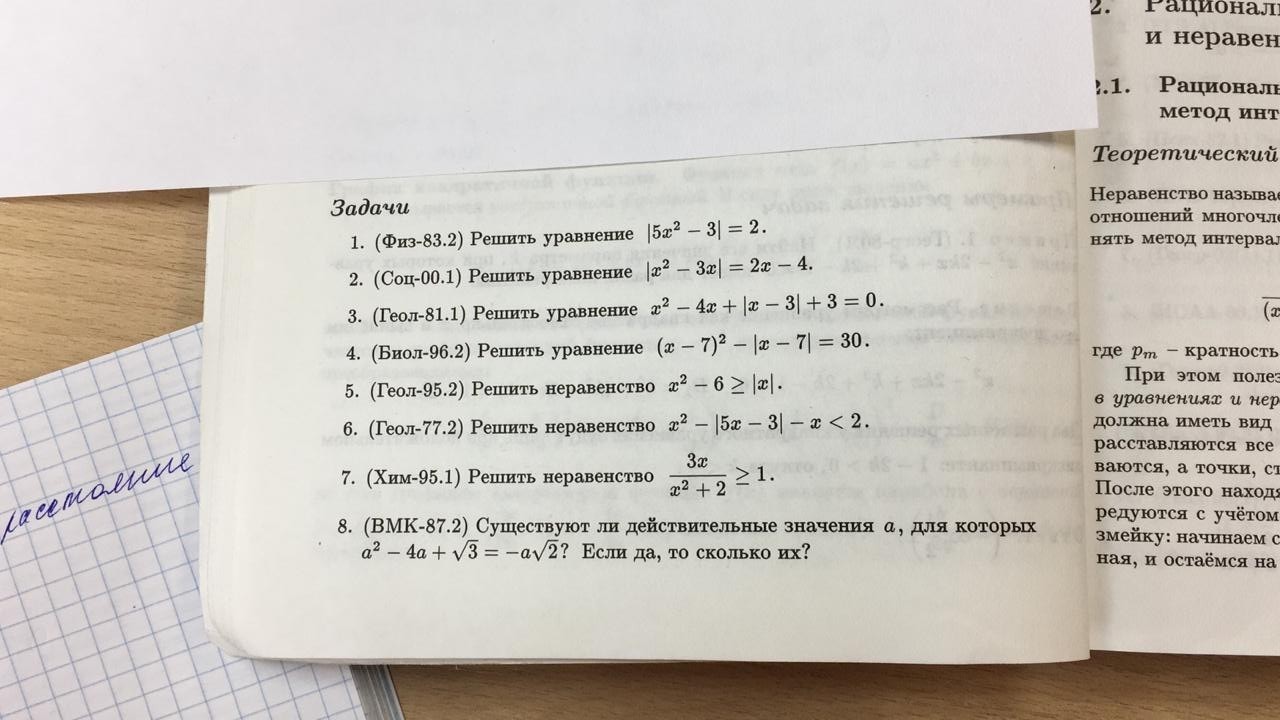 Задачи
1. (Физ-83.2) Решить уравнение |5x² − 3| = 2.
2. (Соц-00.1) Решить уравнение |x² − 3x| = 2x − 4.
3. (Геол-81.1) Решить уравнение x² − 4x + |x − 3| + 3 = 0.
4. (Биол-96.2) Решить уравнение (x − 7)² − |x − 7| = 30.
5. (Геол-95.2) Решить неравенство x² − 6 ≥ |x|.
6. (Геол-77.2) Решить неравенство x² − |5x − 3| − x < 2.
7. (Хим-95.1) Решить неравенство 3x / (x² + 2) ≥ 1.
8. (ВМК-87.2) Существуют ли действительные значения a, для которых
a² − 4a + √3 = −a√2? Если да, то сколько их?
расстояние
2. Рационал
и неравен
2.1. Рациональ
метод инт
Теоретический
Неравенство называе
отношений многочл
нять метод интервал
(x
где pₘ – кратность
При этом полез
в уравнениях и нер
должна иметь вид
расставляются все
ваются, а точки, ст
После этого наход
редуются с учётом
змейку: начинаем с
ная, и остаёмся на